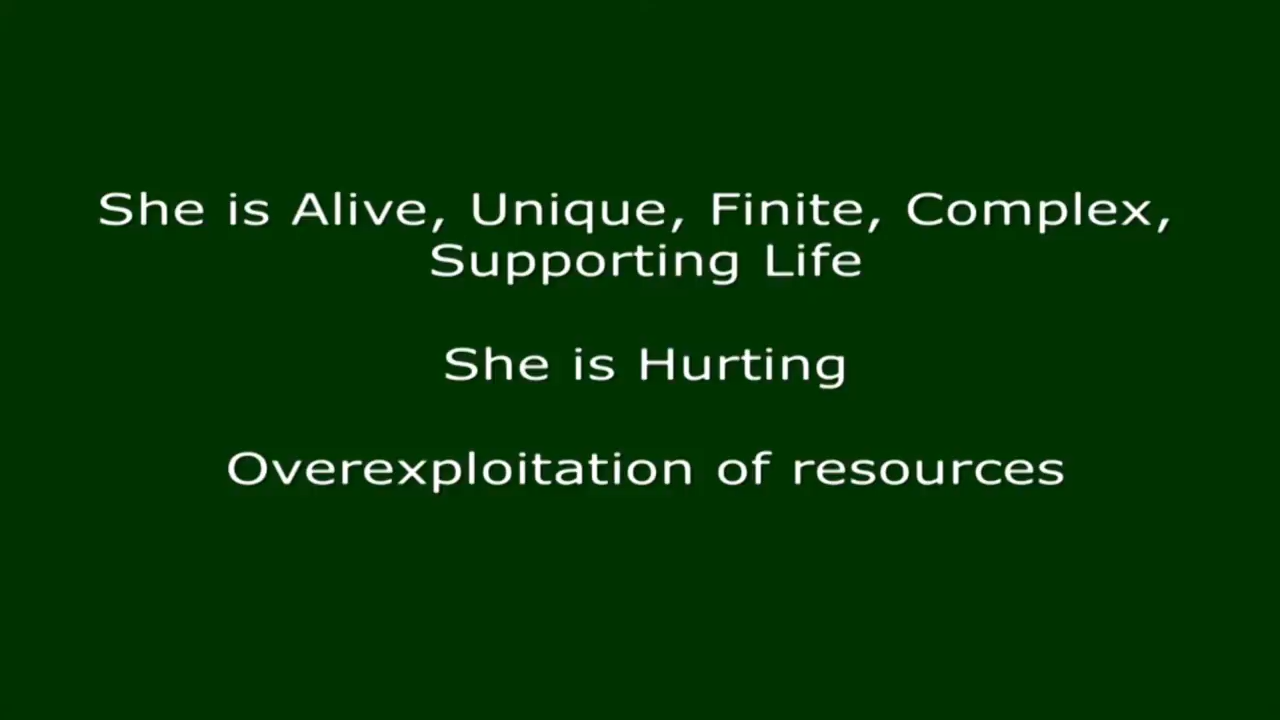 She is Alive, Unique, Finite, Complex,
Supporting Life
She is Hurting
Overexploitation of resources